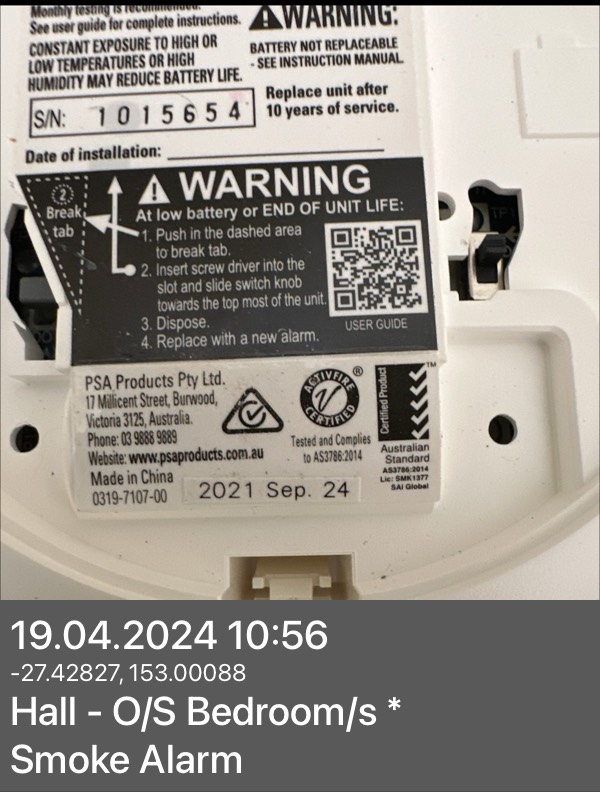 Monthly testing is recommended.
See user guide for complete instructions.
CONSTANT EXPOSURE TO HIGH OR
LOW TEMPERATURES OR HIGH
HUMIDITY MAY REDUCE BATTERY LIFE.
WARNING:
BATTERY NOT REPLACEABLE
- SEE INSTRUCTION MANUAL
S/N: 1015654
Replace unit after
10 years of service.
Date of installation:
2
Break
tab
WARNING
At low battery or END OF UNIT LIFE:
1. Push in the dashed area
to break tab.
2. Insert screw driver into the
slot and slide switch knob
towards the top most of the unit.
3. Dispose.
4. Replace with a new alarm.
USER GUIDE
PSA Products Pty Ltd.
17 Millicent Street, Burwood,
Victoria 3125, Australia.
Phone: 03 9888 9889
Website: www.psaproducts.com.au
Made in China
0319-7107-00
2021 Sep. 24
ACTIVFIRE ®
CERTIFIED
Tested and Complies
to AS3786:2014
Certified Product
TM
Australian
Standard
AS3786:2014
Lic: SMK1377
SAI Global
19.04.2024 10:56
-27.42827, 153.00088
Hall - O/S Bedroom/s *
Smoke Alarm